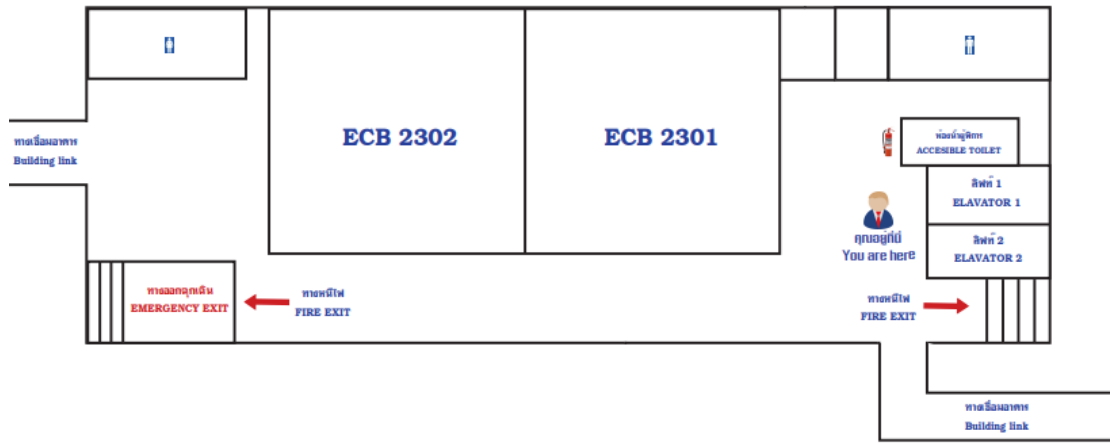 ทางเชื่อมอาคาร
Building link
ECB 2302
ECB 2301
ห้องน้ำผู้พิการ
ACCESIBLE TOILET
ลิฟท์ 1
ELAVATOR 1
คุณอยู่ที่นี่
You are here
ลิฟท์ 2
ELAVATOR 2
ทางออกฉุกเฉิน
EMERGENCY EXIT
ทางหนีไฟ
FIRE EXIT
ทางหนีไฟ
FIRE EXIT
ทางเชื่อมอาคาร
Building link